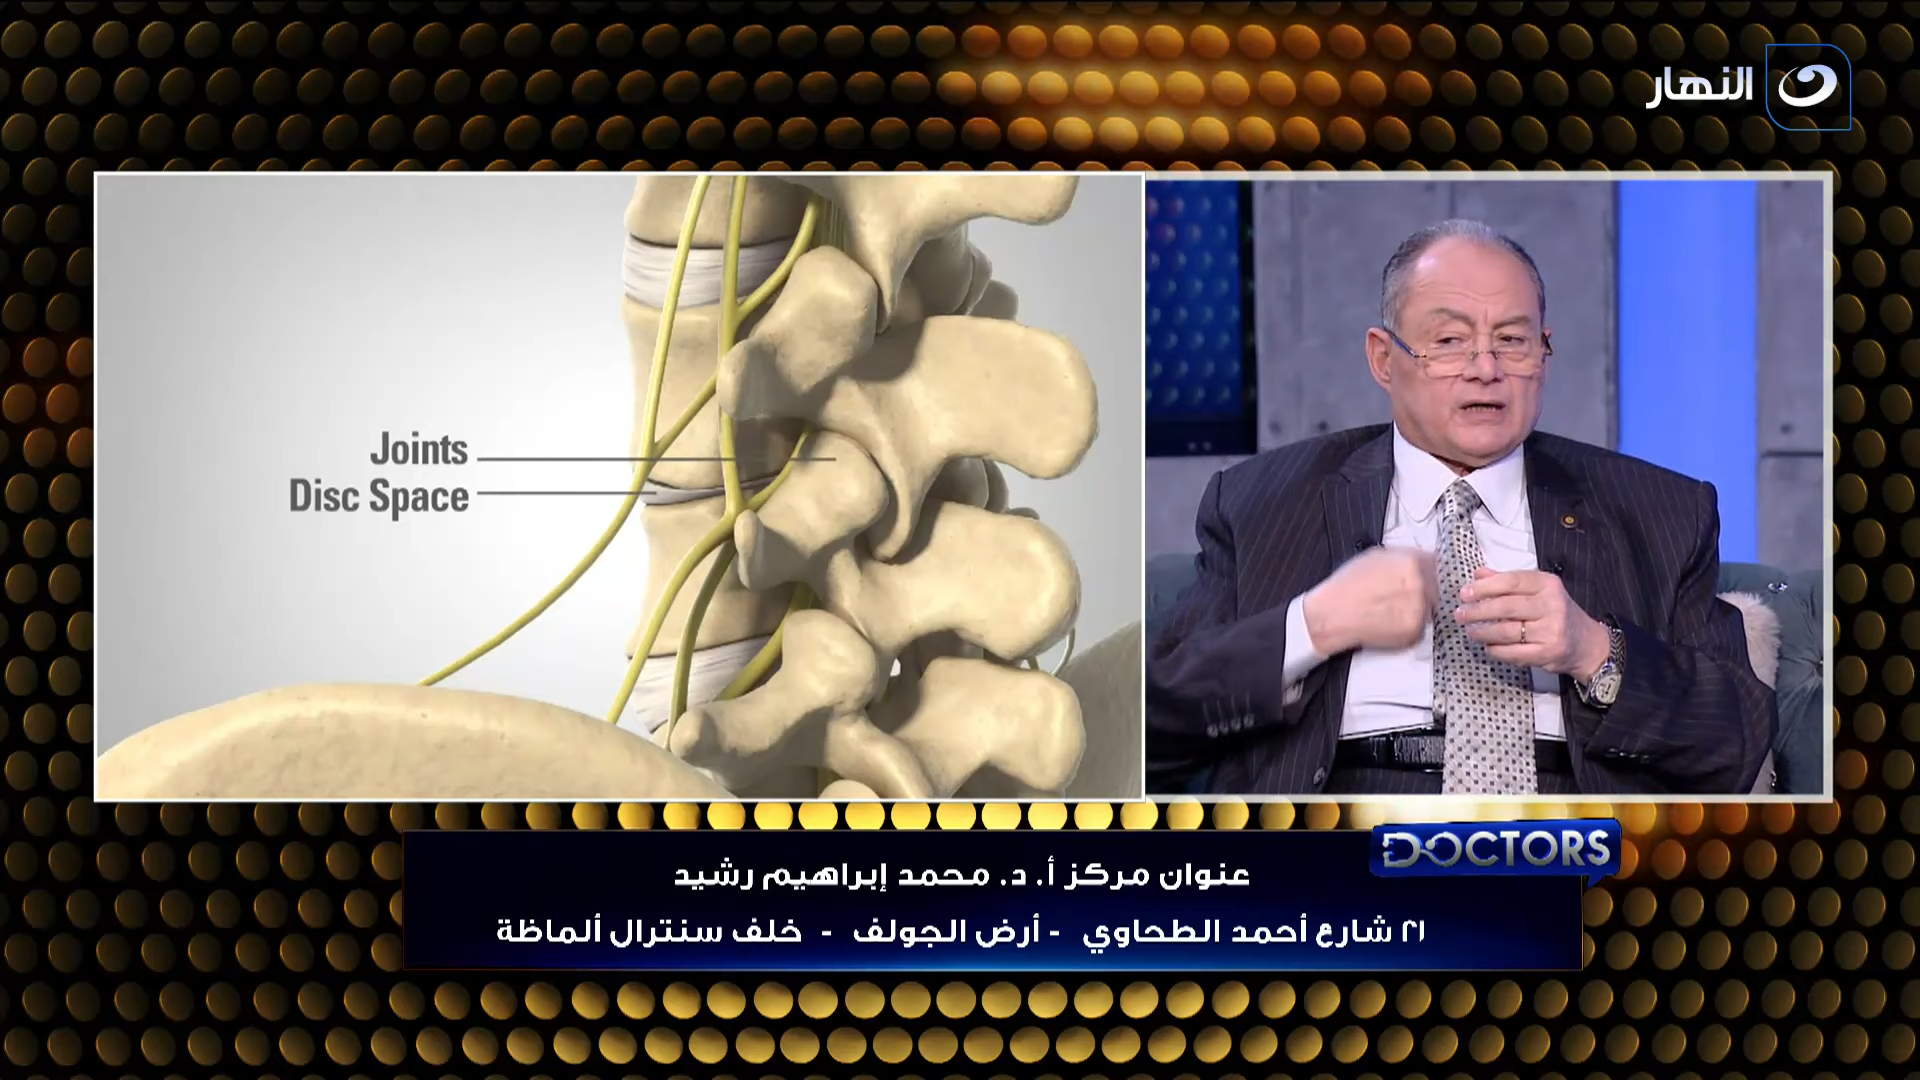 النهار
Joints
Disc Space
DOCTORS
عنوان مركز أ. د. محمد إبراهيم رشيد
٢١ شارع أحمد الطحاوي - أرض الجولف - خلف سنترال ألماظة